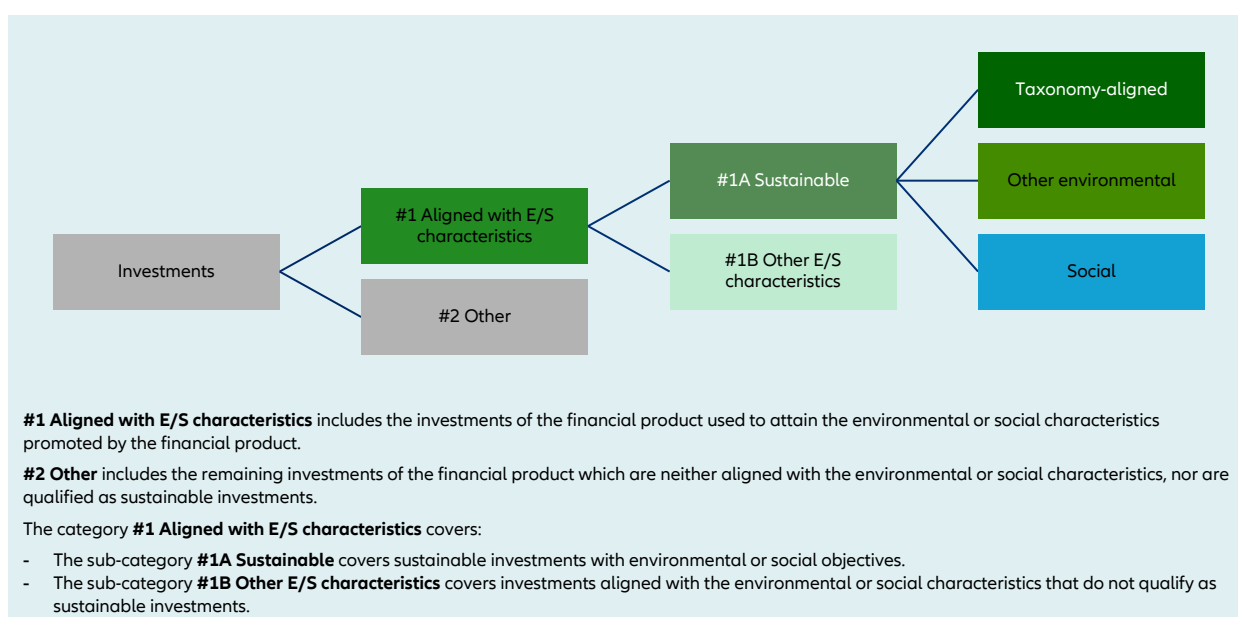 Taxonomy-aligned
#1A Sustainable
Other environmental
#1 Aligned with E/S
characteristics
Investments
#1B Other E/S
characteristics
Social
#2 Other
#1 Aligned with E/S characteristics includes the investments of the financial product used to attain the environmental or social characteristics
promoted by the financial product.
#2 Other includes the remaining investments of the financial product which are neither aligned with the environmental or social characteristics, nor are
qualified as sustainable investments.
The category #1 Aligned with E/S characteristics covers:
- The sub-category #1A Sustainable covers sustainable investments with environmental or social objectives.
- The sub-category #1B Other E/S characteristics covers investments aligned with the environmental or social characteristics that do not qualify as
sustainable investments.